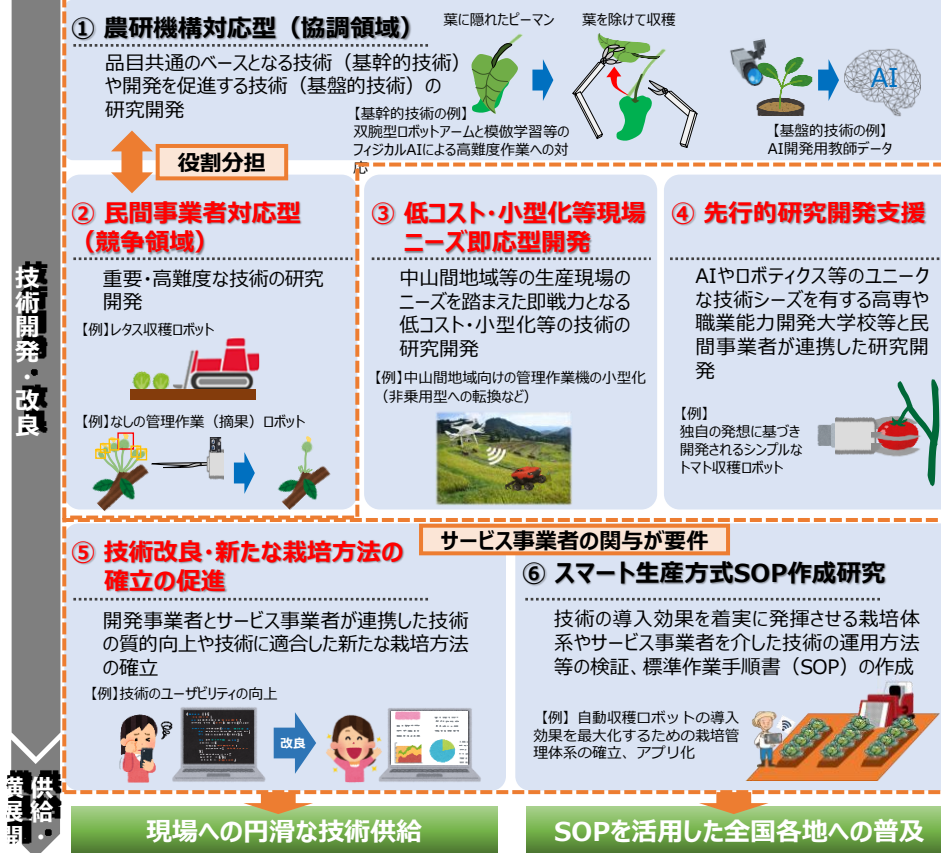 ① 農研機構対応型（協調領域）
品目共通のベースとなる技術（基幹的技術）
や開発を促進する技術（基盤的技術）の
研究開発
葉に隠れたピーマン
葉を除けて収穫
【基幹的技術の例】
双腕型ロボットアームと模倣学習等の
フィジカルAIによる高難度作業への対
応
AI
【基盤的技術の例】
AI開発用教師データ
役割分担
技術開発・改良
② 民間事業者対応型
（競争領域）
重要・高難度な技術の研究
開発
【例】レタス収穫ロボット
【例】なしの管理作業（摘果）ロボット
③ 低コスト・小型化等現場
ニーズ即応型開発
中山間地域等の生産現場の
ニーズを踏まえた即戦力となる
低コスト・小型化等の技術の
研究開発
【例】中山間地域向けの管理作業機の小型化
（非乗用型への転換など）
④ 先行的研究開発支援
AIやロボティクス等のユニーク
な技術シーズを有する高専や
職業能力開発大学校等と民
間事業者が連携した研究開
発
【例】
独自の発想に基づき
開発されるシンプルな
トマト収穫ロボット
サービス事業者の関与が要件
⑤ 技術改良・新たな栽培方法の
確立の促進
開発事業者とサービス事業者が連携した技術
の質的向上や技術に適合した新たな栽培方法
の確立
【例】技術のユーザビリティの向上
改良
⑥ スマート生産方式SOP作成研究
技術の導入効果を着実に発揮させる栽培体
系やサービス事業者を介した技術の運用方法
等の検証、標準作業手順書（SOP）の作成
【例】自動収穫ロボットの導入
効果を最大化するための栽培管
理体系の確立、アプリ化
供給・
横展開
現場への円滑な技術供給
SOPを活用した全国各地への普及